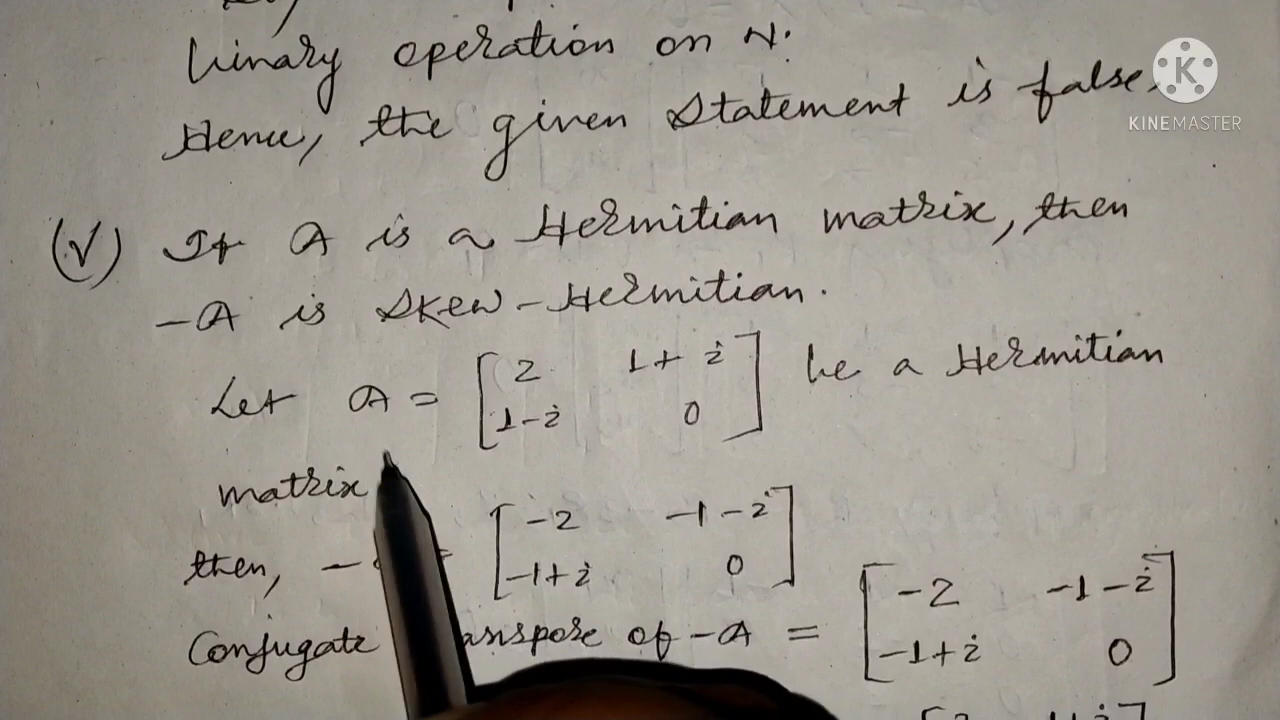 binary operation on N.
Hence, the given Statement is false.
K
KINEMASTER
(V) If A is a Hermitian matrix, then
-A is Skew-Hermitian.
Let A = [2 1+i be a Hermitian
1-i 0]
matrix
then, - = [-2 -1-i
-1+i 0]
Conjugate of -A = [-2 -1-i
-1+i 0]